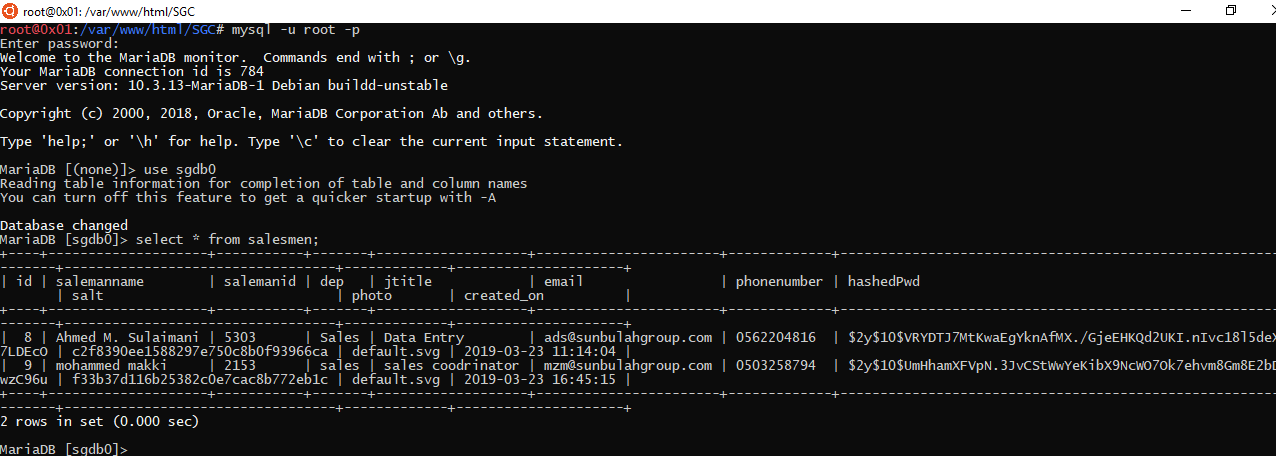 root@0x01: /var/www/html/SGC
root@0x01:/var/www/html/SGC# mysql -u root -p
Enter password:
Welcome to the MariaDB monitor.  Commands end with ; or \g.
Your MariaDB connection id is 784
Server version: 10.3.13-MariaDB-1 Debian buildd-unstable
Copyright (c) 2000, 2018, Oracle, MariaDB Corporation Ab and others.
Type 'help;' or '\h' for help. Type '\c' to clear the current input statement.
MariaDB [(none)]> use sgdb0
Reading table information for completion of table and column names
You can turn off this feature to get a quicker startup with -A
Database changed
MariaDB [sgdb0]> select * from salesmen;
| id | salemanname | salemanid | dep | jtitle | email | phonenumber | hashedPwd
| salt | photo | created_on |
| 8 | Ahmed M. Sulaimani | 5303 | Sales | Data Entry | ads@sunbulahgroup.com | 0562204816 | $2y$10$VRYDTJ7MtKwaEgYknAfMX./GjeEHKQd2UKI.nIvc18l5deX
7LDEcO | c2f8390ee1588297e750c8b0f93966ca | default.svg | 2019-03-23 11:14:04 |
| 9 | mohammed makki | 2153 | sales | sales coodrinator | mzm@sunbulahgroup.com | 0503258794 | $2y$10$UmHhamXFVpN.3JvCStWwYeKibX9NcWO7Ok7ehvm8Gm8E2bD
wzC96u | f33b37d116b25382c0e7cac8b772eb1c | default.svg | 2019-03-23 16:45:15 |
2 rows in set (0.000 sec)
MariaDB [sgdb0]>